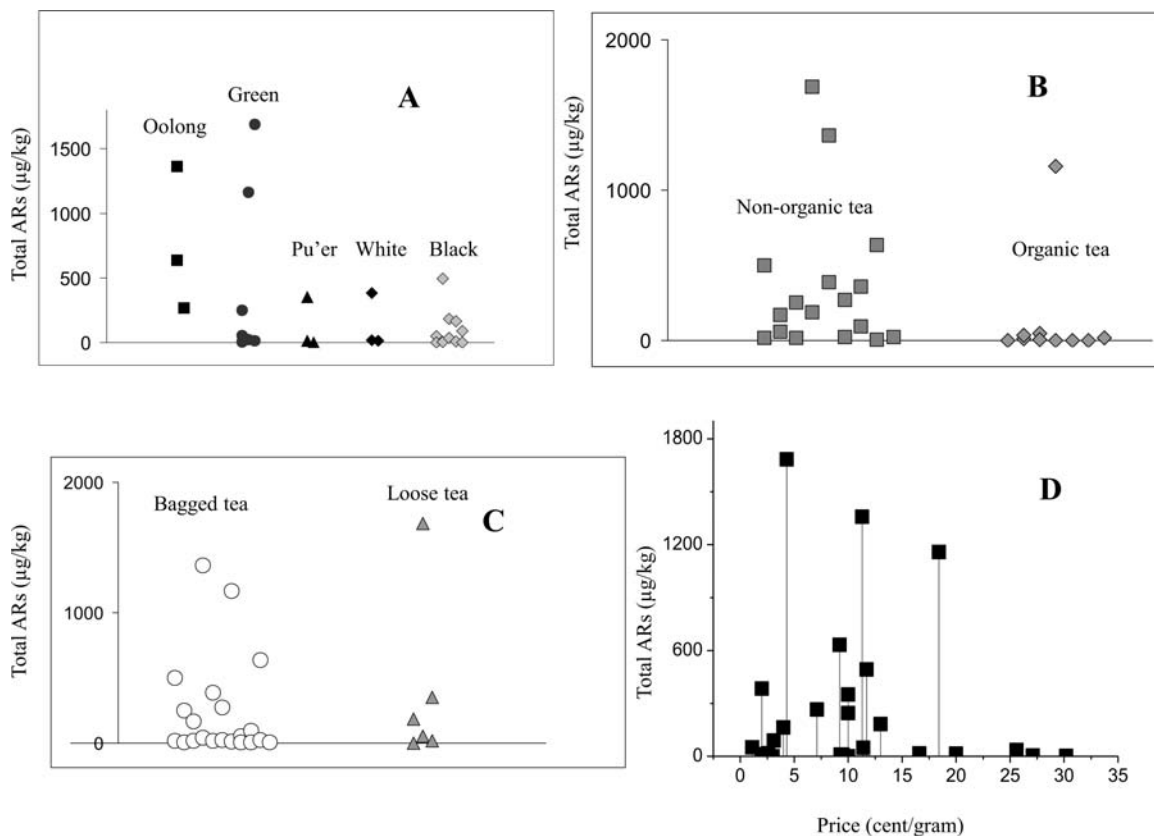 A
Total ARs (µg/kg)
1500
1000
500
0
Oolong
Green
Pu’er
White
Black
B
Total ARs (µg/kg)
2000
1000
0
Non-organic tea
Organic tea
C
Total ARs (µg/kg)
2000
1000
0
Bagged tea
Loose tea
D
Total ARs (µg/kg)
1800
1200
600
0
0 5 10 15 20 25 30 35
Price (cent/gram)